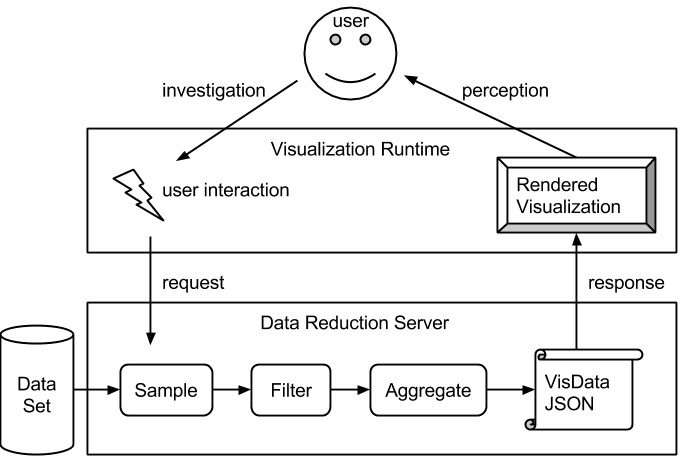 user
investigation
perception
Visualization Runtime
user interaction
Rendered
Visualization
request
response
Data Reduction Server
Data
Set
Sample
Filter
Aggregate
VisData
JSON